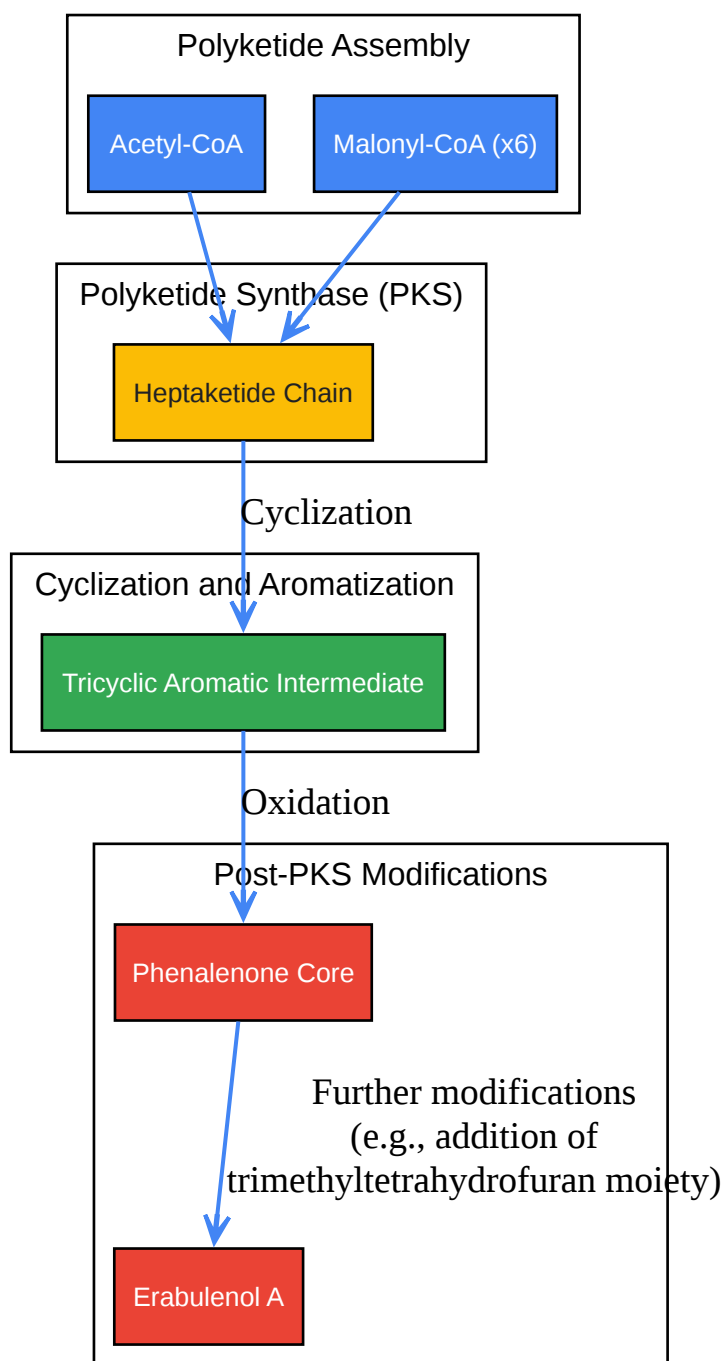 Polyketide Assembly
Acetyl-CoA
Malonyl-CoA (x6)
Polyketide Synthase (PKS)
Heptaketide Chain
Cyclization
Cyclization and Aromatization
Tricyclic Aromatic Intermediate
Oxidation
Post-PKS Modifications
Phenalenone Core
Further modifications
(e.g., addition of
trimethyltetrahydrofuran moiety)
Erabulenol A